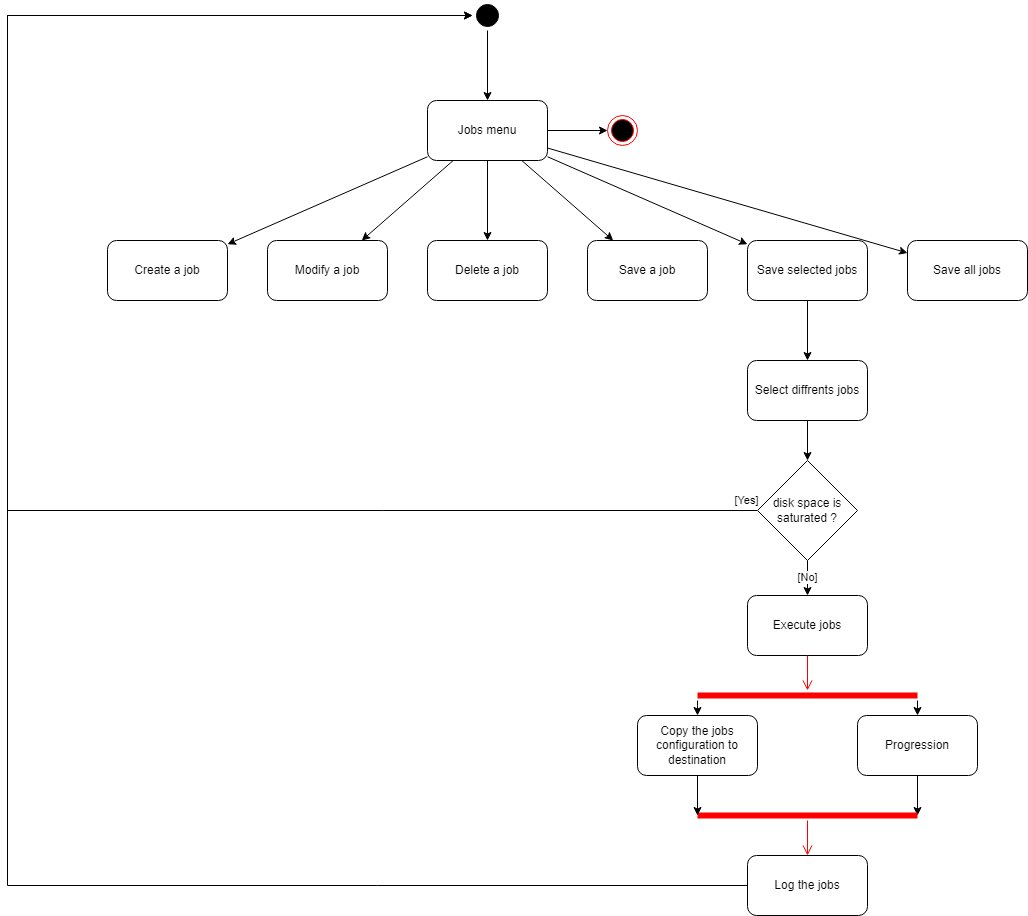 Jobs menu
Create a job
Modify a job
Delete a job
Save a job
Save selected jobs
Save all jobs
Select diffrents jobs
[Yes]
disk space is
saturated ?
[No]
Execute jobs
Copy the jobs
configuration to
destination
Progression
Log the jobs